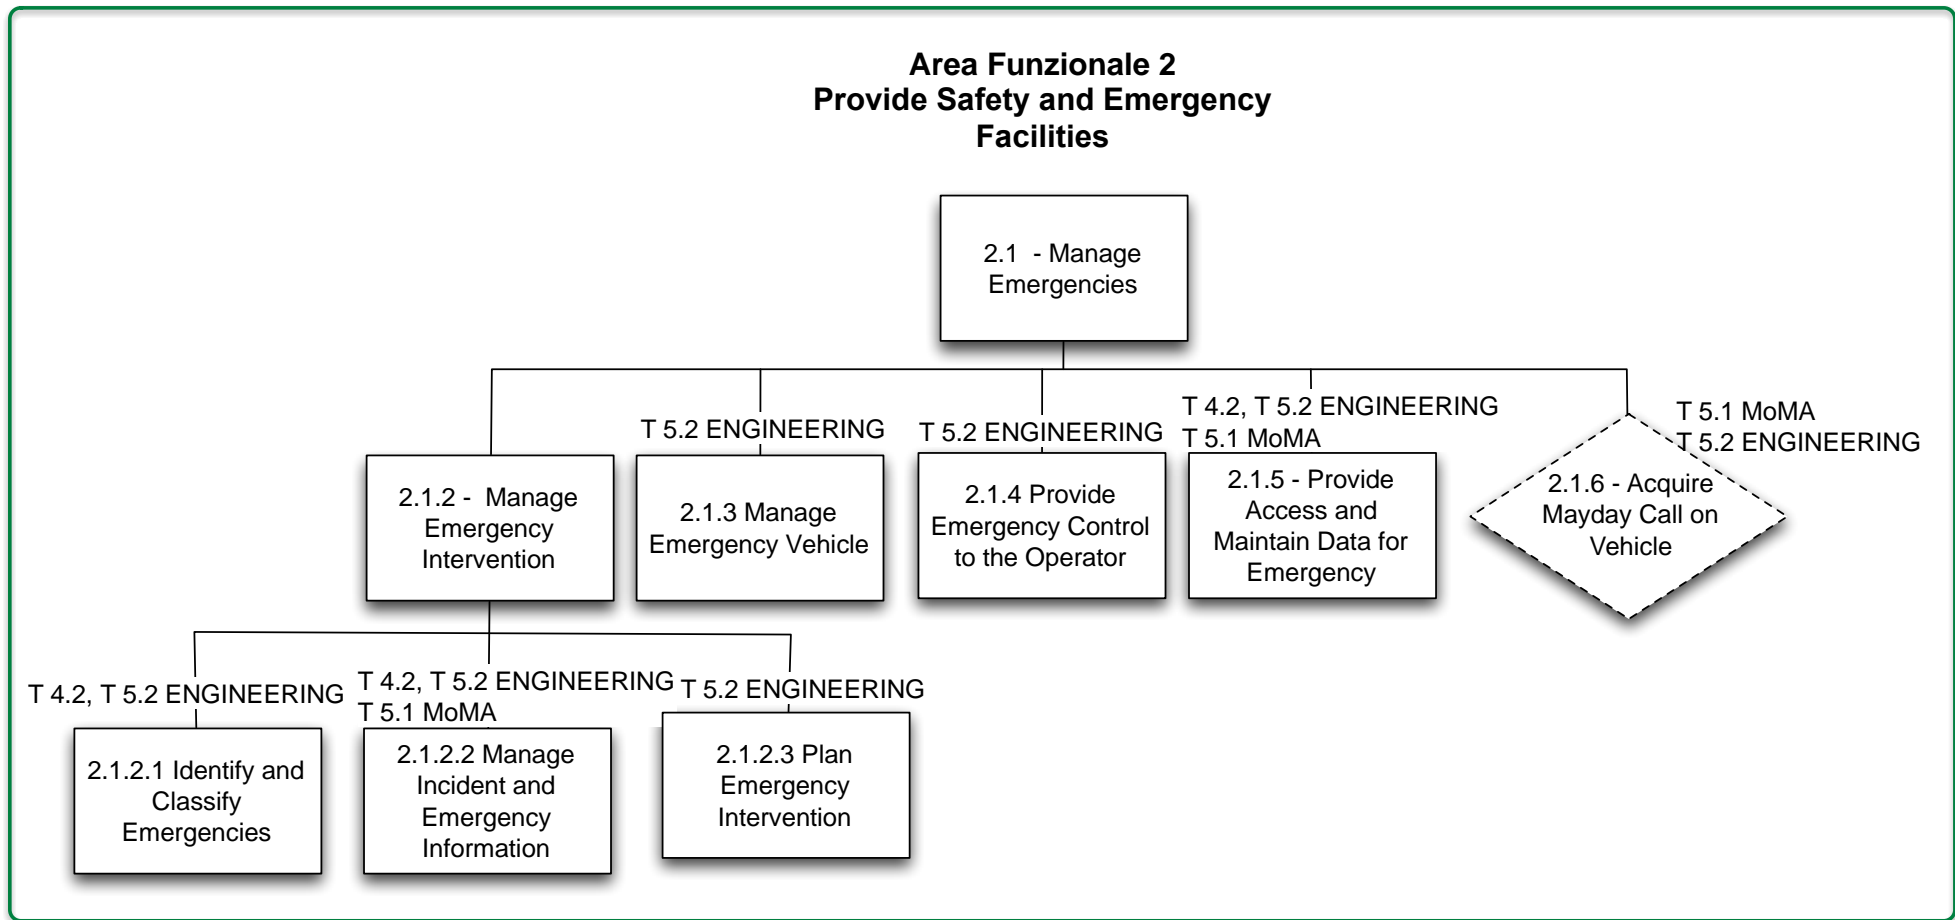 Area Funzionale 2
Provide Safety and Emergency
Facilities
2.1 - Manage
Emergencies
T 5.2 ENGINEERING
T 5.2 ENGINEERING
T 4.2, T 5.2 ENGINEERING
T 5.1 MoMA
T 5.1 MoMA
T 5.2 ENGINEERING
2.1.2 - Manage
Emergency
Intervention
2.1.3 Manage
Emergency Vehicle
2.1.4 Provide
Emergency Control
to the Operator
2.1.5 - Provide
Access and
Maintain Data for
Emergency
2.1.6 - Acquire
Mayday Call on
Vehicle
T 4.2, T 5.2 ENGINEERING
T 4.2, T 5.2 ENGINEERING
T 5.1 MoMA
T 5.2 ENGINEERING
2.1.2.1 Identify and
Classify
Emergencies
2.1.2.2 Manage
Incident and
Emergency
Information
2.1.2.3 Plan
Emergency
Intervention